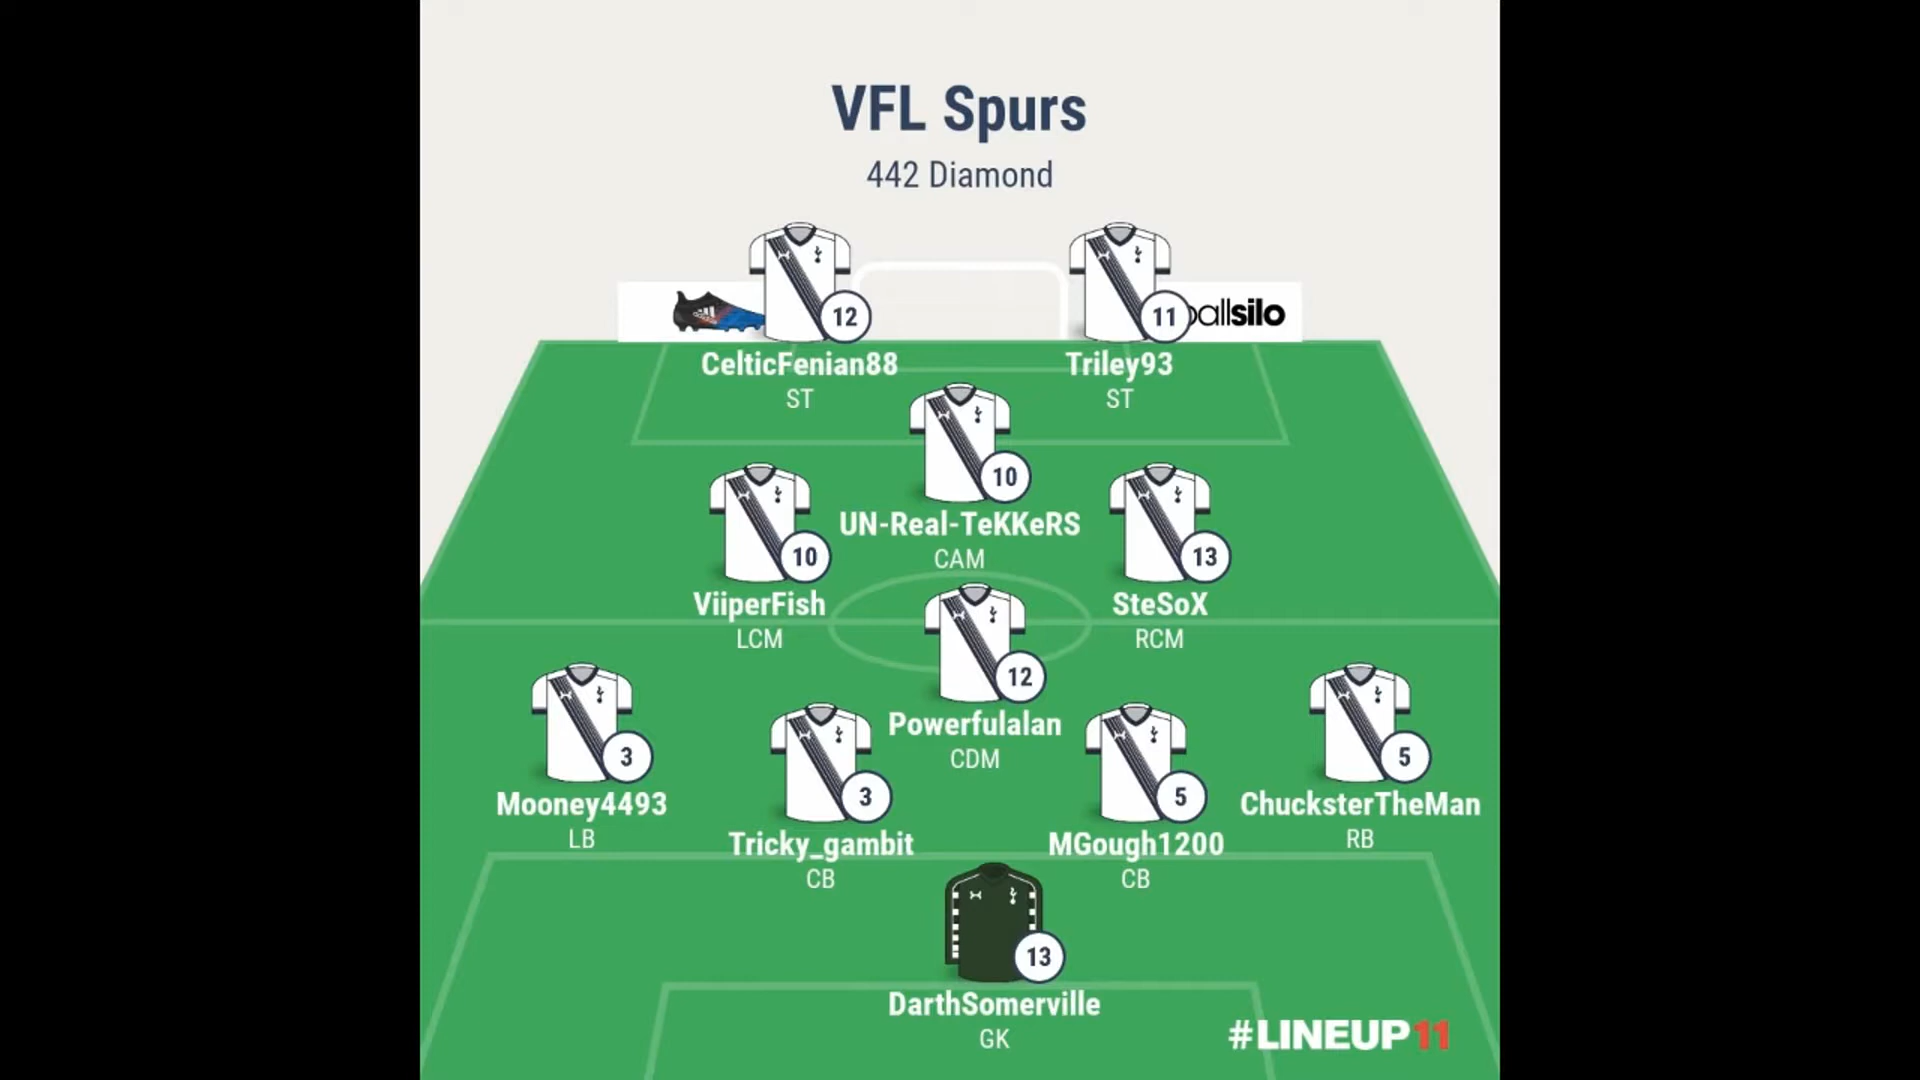 VFL Spurs
442 Diamond
12
11
allsilo
CelticFenian88
Triley93
ST
ST
10
UN-Real-TeKKeRS
CAM
10
13
ViiperFish
SteSoX
LCM
RCM
12
Powerfulalan
CDM
3
5
Mooney4493
ChucksterTheMan
LB
RB
3
5
Tricky_gambit
MGough1200
CB
CB
13
DarthSomerville
GK
#LINEUP11